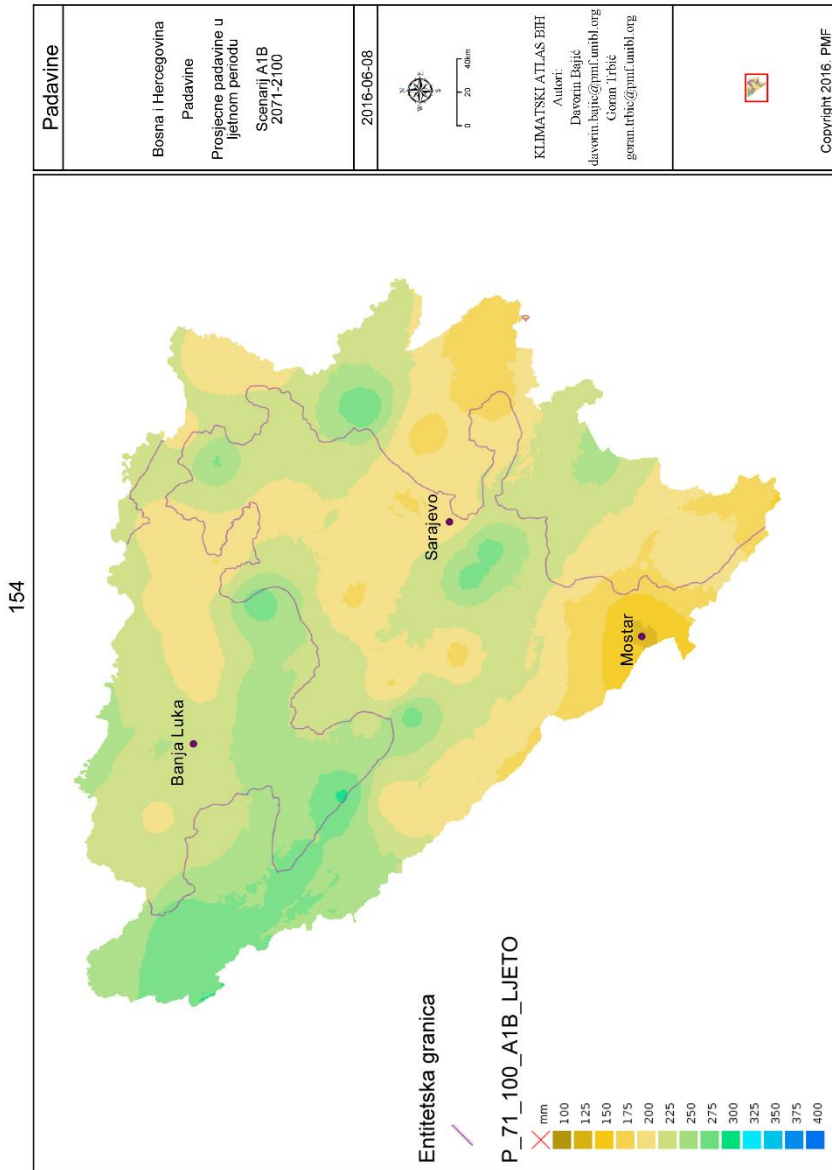 154
Padavine
Bosna i Hercegovina
Padavine
Prosjecne padavine u
ljetnom periodu
Scenarij A1B
2071-2100
2016-06-08
N
W E
S
0 20 40km
KLIMATSKI ATLAS BIH
Autori:
Davorin Bajić
davorin.bajic@pmf.unibl.org
Goran Trbić
goran.trbic@pmf.unibl.org
Copyright 2016. PMF
Banja Luka
Sarajevo
Mostar
Entitetska granica
P_71_100_A1B_LJETO
mm
100
125
150
175
200
225
250
275
300
325
350
375
400